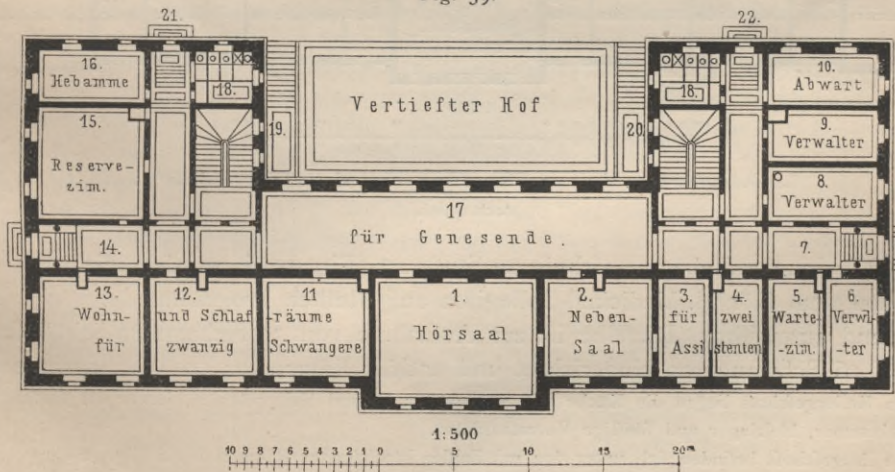 21.
22.
16.
Hebamme
18.
Vertiefter Hof
18.
10.
Abwart
15.
Reserve-
zim.
19.
20.
9.
Verwalter
8.
Verwalter
17
für Genesende.
14.
7.
13.
Wohn-
für
12.
und Schlaf
zwanzig
11
-räume
Schwangere
1.
Hörsaal
2.
Neben-
Saal
3.
für
Assi
4.
zwei
stenten
5.
Warte-
-zim.
6.
Verwl-
ter
1:500
10 9 8 7 6 5 4 3 2 1 0 5 10 15 20m